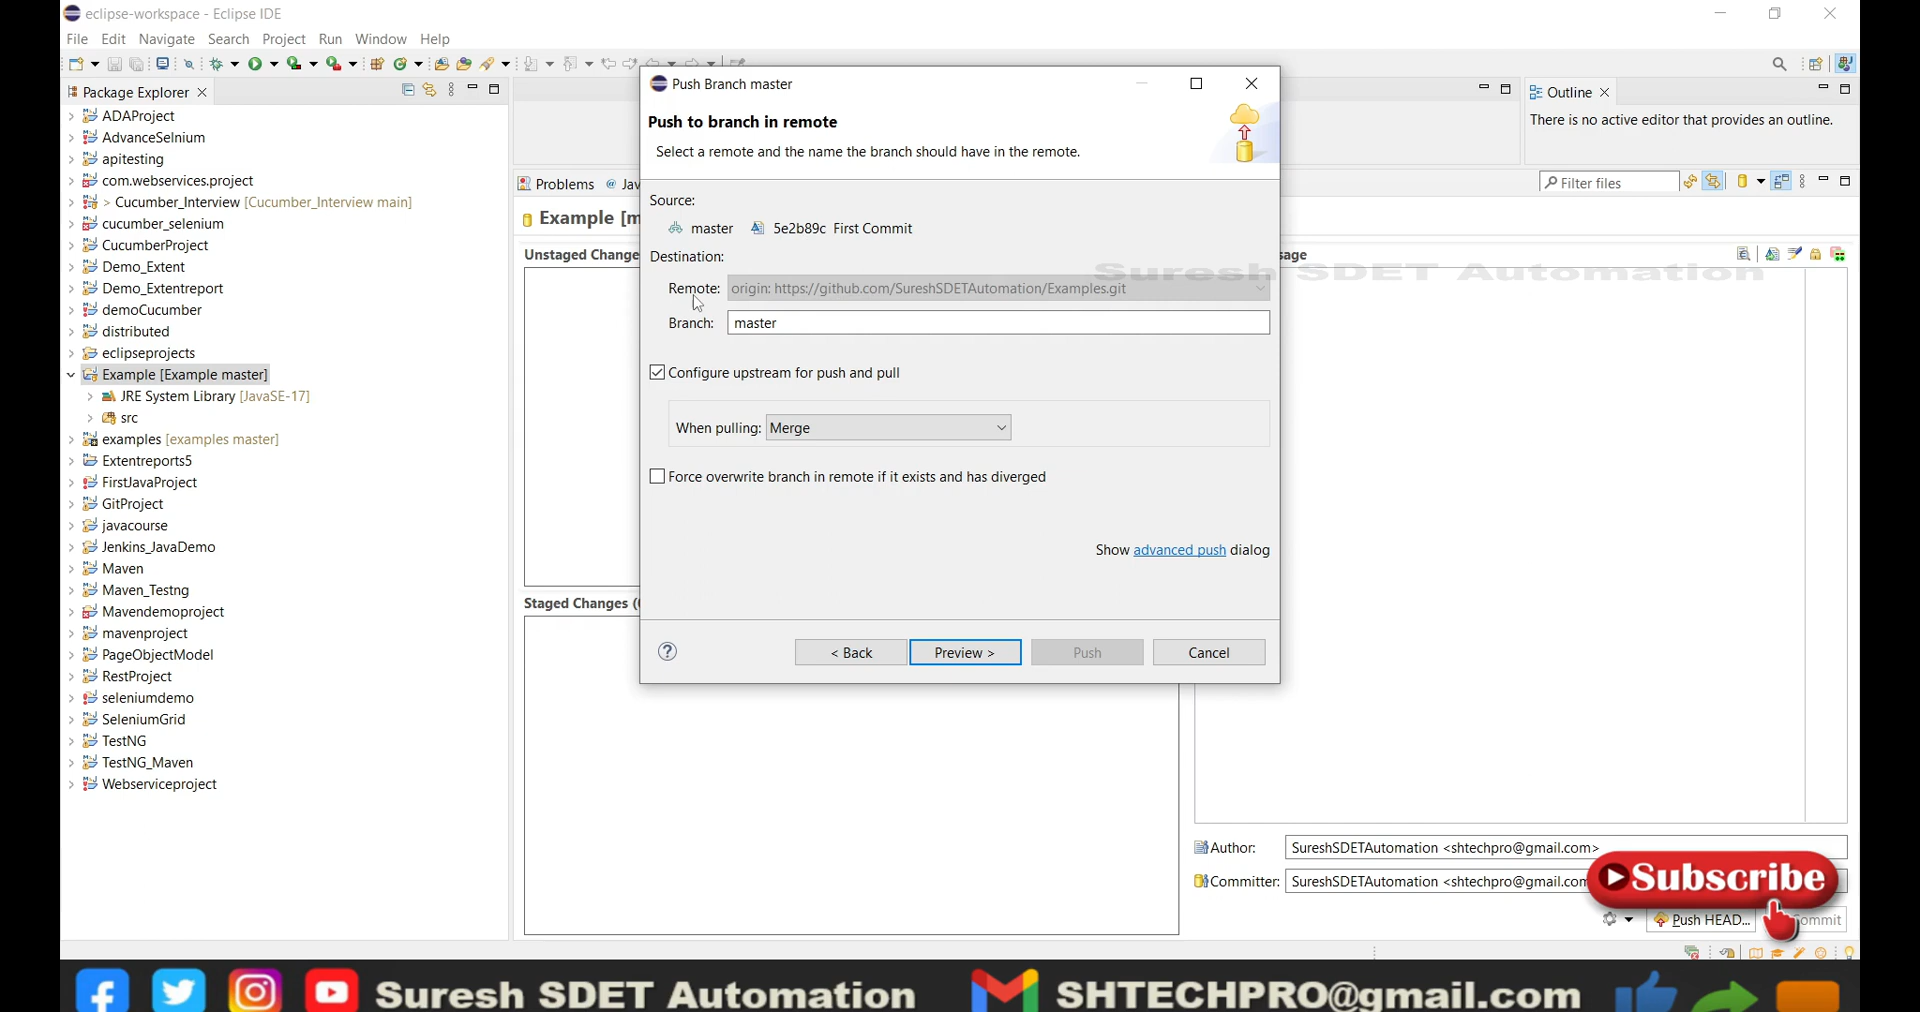 eclipse-workspace - Eclipse IDE
File Edit Navigate Search Project Run Window Help
Package Explorer
ADAProject
AdvanceSelnium
apitesting
com.webservices.project
> Cucumber_Interview [Cucumber_Interview main]
cucumber_selenium
CucumberProject
Demo_Extent
Demo_Extentreport
demoCucumber
distributed
eclipseprojects
Example [Example master]
JRE System Library [JavaSE-17]
src
examples [examples master]
Extentreports5
FirstJavaProject
GitProject
javacourse
Jenkins_JavaDemo
Maven
Maven_Testng
Mavendemoproject
mavenproject
PageObjectModel
RestProject
seleniumdemo
SeleniumGrid
TestNG
TestNG_Maven
Webserviceproject
Problems @ Jav
Example [m
Unstaged Change
Staged Changes (
Push Branch master
Push to branch in remote
Select a remote and the name the branch should have in the remote.
Source:
master 5e2b89c First Commit
Destination:
Remote: origin: https://github.com/SureshSDETAutomation/Examples.git
Branch: master
Configure upstream for push and pull
When pulling: Merge
Force overwrite branch in remote if it exists and has diverged
Show advanced push dialog
< Back Preview > Push Cancel
Outline
There is no active editor that provides an outline.
Filter files
sage
Suresh SDET Automation
Author: SureshSDETAutomation <shtechpro@gmail.com>
Committer: SureshSDETAutomation <shtechpro@gmail.com
Subscribe
Push HEAD... ommit
Suresh SDET Automation SHTECHPRO@gmail.com